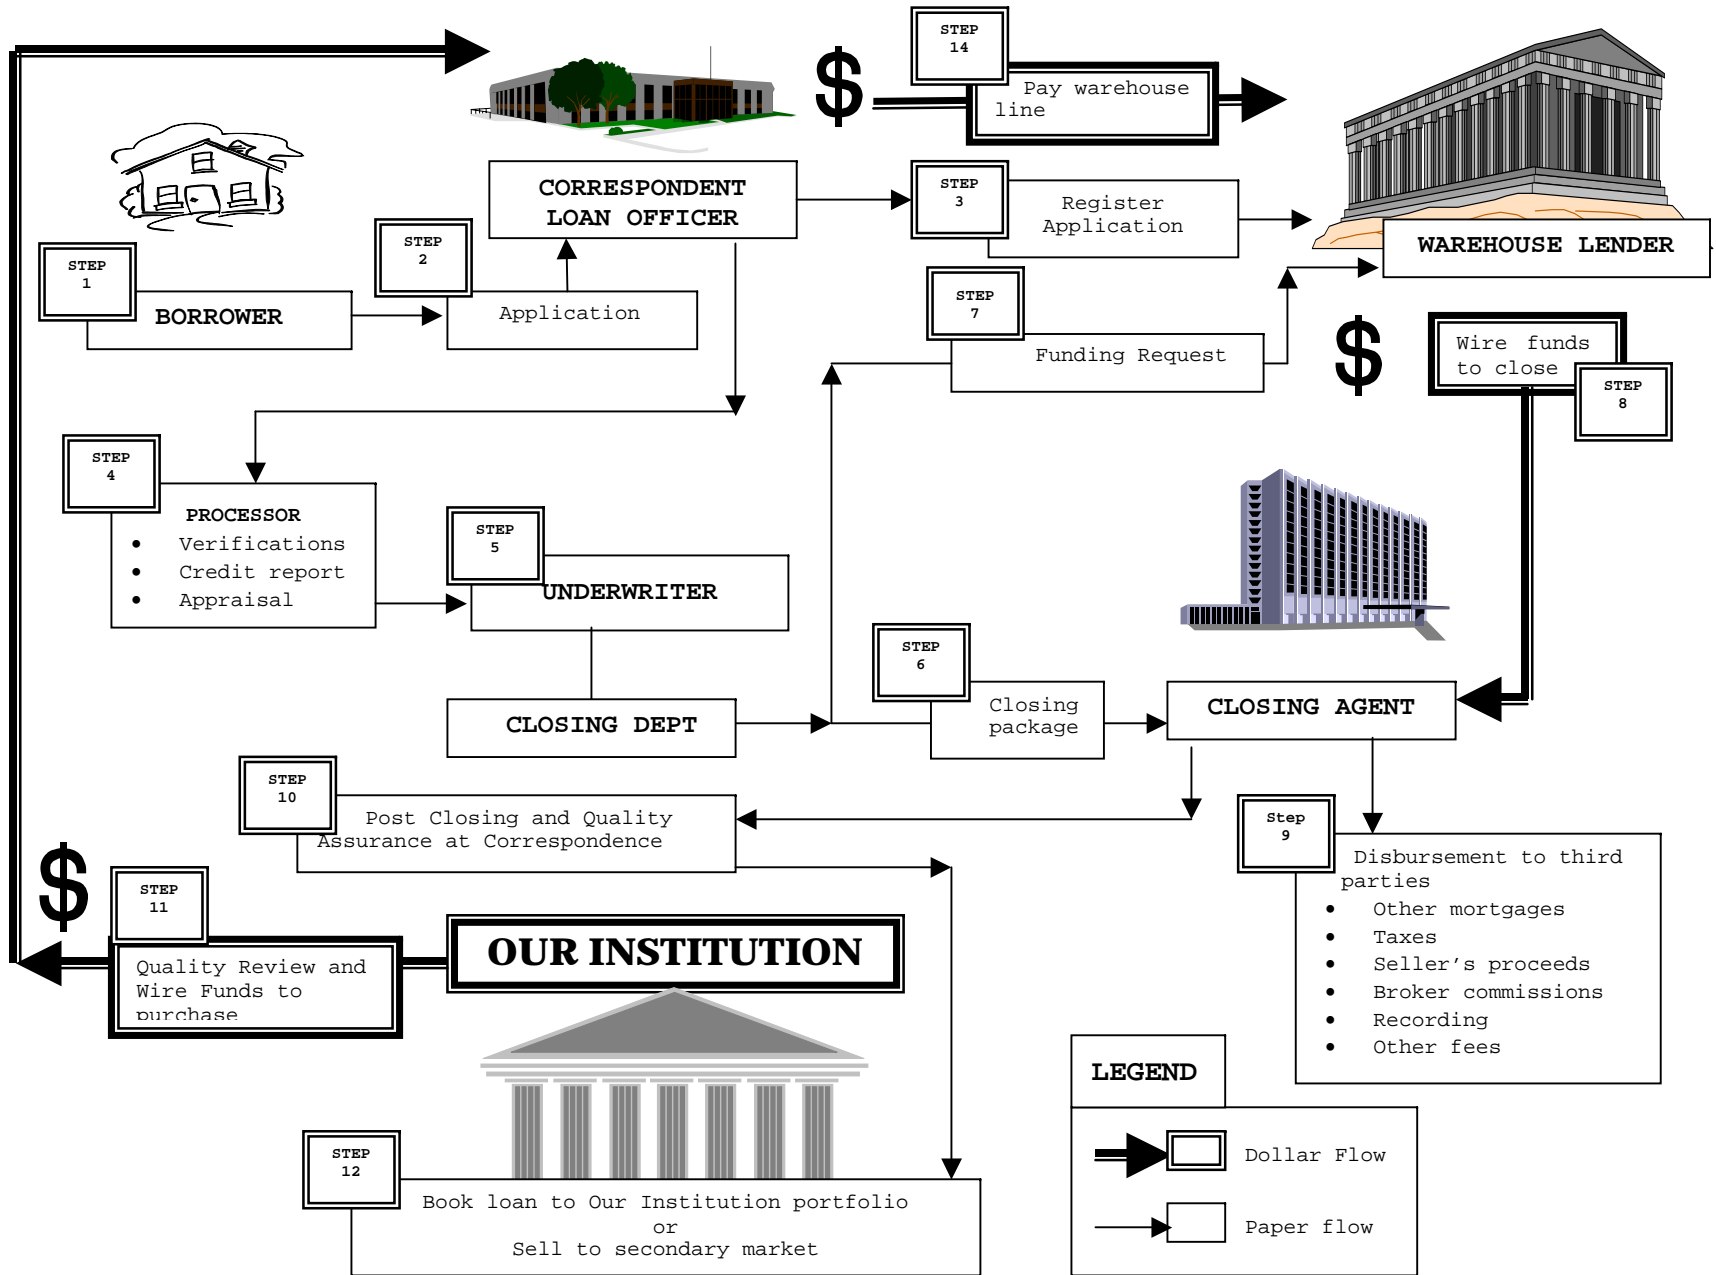 $
STEP
14
Pay warehouse
line
CORRESPONDENT
LOAN OFFICER
STEP
3
Register
Application
WAREHOUSE LENDER
STEP
1
BORROWER
STEP
2
Application
STEP
7
Funding Request
$
Wire funds
to close
STEP
8
STEP
4
PROCESSOR
• Verifications
• Credit report
• Appraisal
STEP
5
UNDERWRITER
CLOSING DEPT
STEP
6
Closing
package
CLOSING AGENT
STEP
10
Post Closing and Quality
Assurance at Correspondence
Step
9
Disbursement to third
parties
• Other mortgages
• Taxes
• Seller's proceeds
• Broker commissions
• Recording
• Other fees
$
STEP
11
Quality Review and
Wire Funds to
purchase
OUR INSTITUTION
STEP
12
Book loan to Our Institution portfolio
or
Sell to secondary market
LEGEND
Dollar Flow
Paper flow